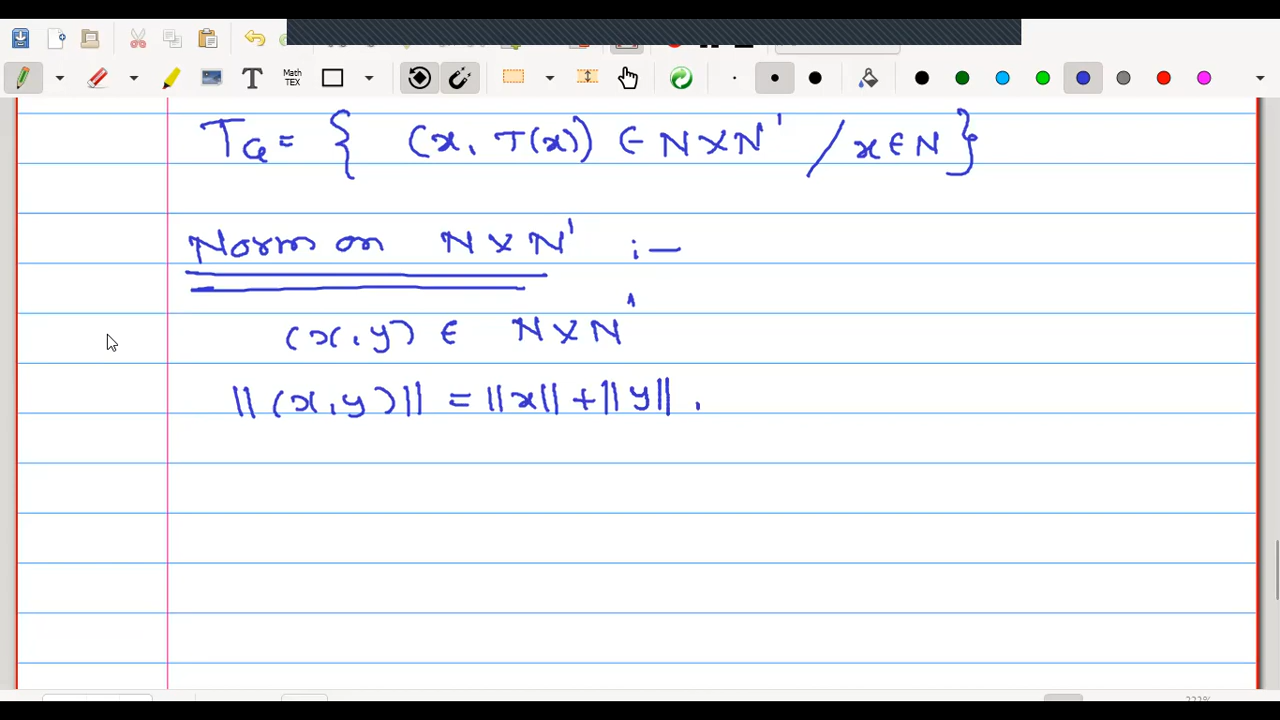 T_G = { (x, T(x)) ∈ N×N' / x∈N}
Norm on N×N' :-
(x,y) ∈ N×N'
||(x,y)|| = ||x||+||y|| .